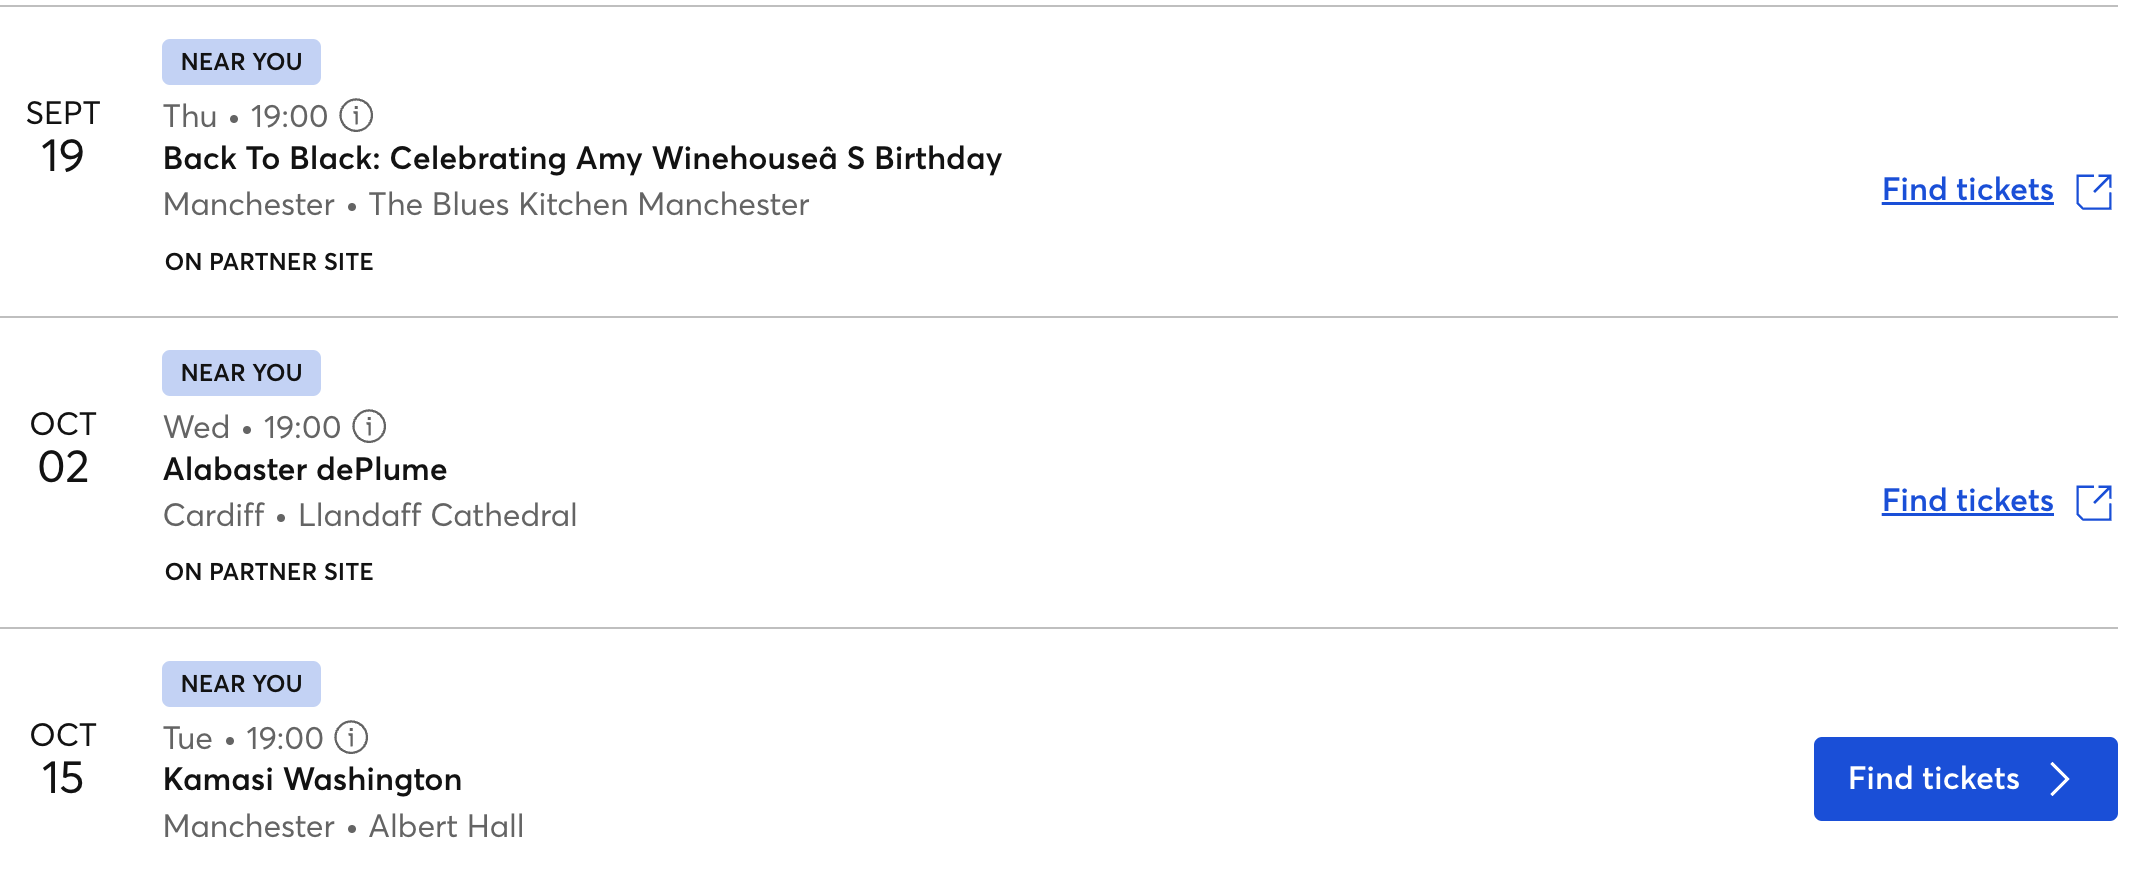 NEAR YOU
SEPT
19
Thu • 19:00
Back To Black: Celebrating Amy Winehouseâ S Birthday
Manchester • The Blues Kitchen Manchester
ON PARTNER SITE
Find tickets
NEAR YOU
OCT
02
Wed • 19:00
Alabaster dePlume
Cardiff • Llandaff Cathedral
ON PARTNER SITE
Find tickets
NEAR YOU
OCT
15
Tue • 19:00
Kamasi Washington
Manchester • Albert Hall
Find tickets